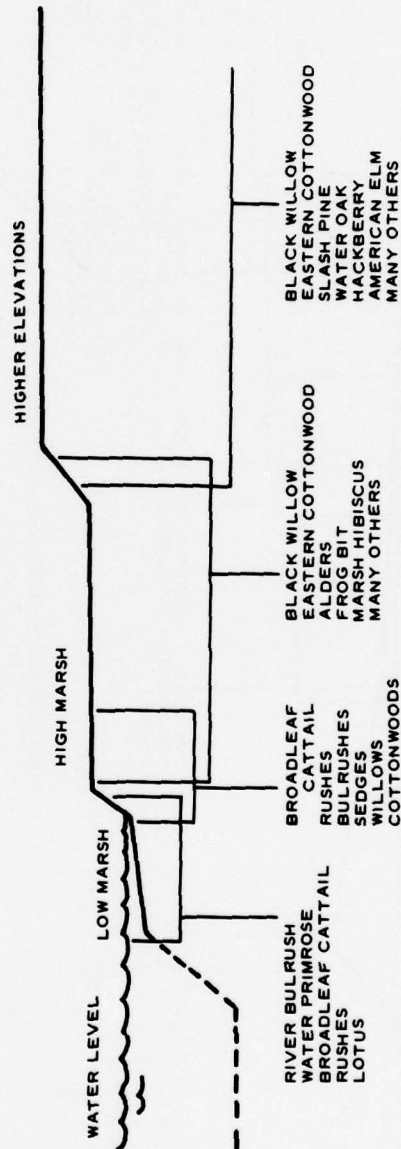 WATER LEVEL
LOW MARSH
HIGH MARSH
HIGHER ELEVATIONS
RIVER BULRUSH
WATER PRIMROSE
BROADLEAF CATTAIL
RUSHES
LOTUS
BROADLEAF
CATTAIL
RUSHES
BULRUSHES
SEDGES
WILLOWS
COTTONWOODS
BLACK WILLOW
EASTERN COTTONWOOD
ALDERS
FROG BIT
MARSH HIBISCUS
MANY OTHERS
BLACK WILLOW
EASTERN COTTONWOOD
SLASH PINE
WATER OAK
HACKBERRY
AMERICAN ELM
MANY OTHERS